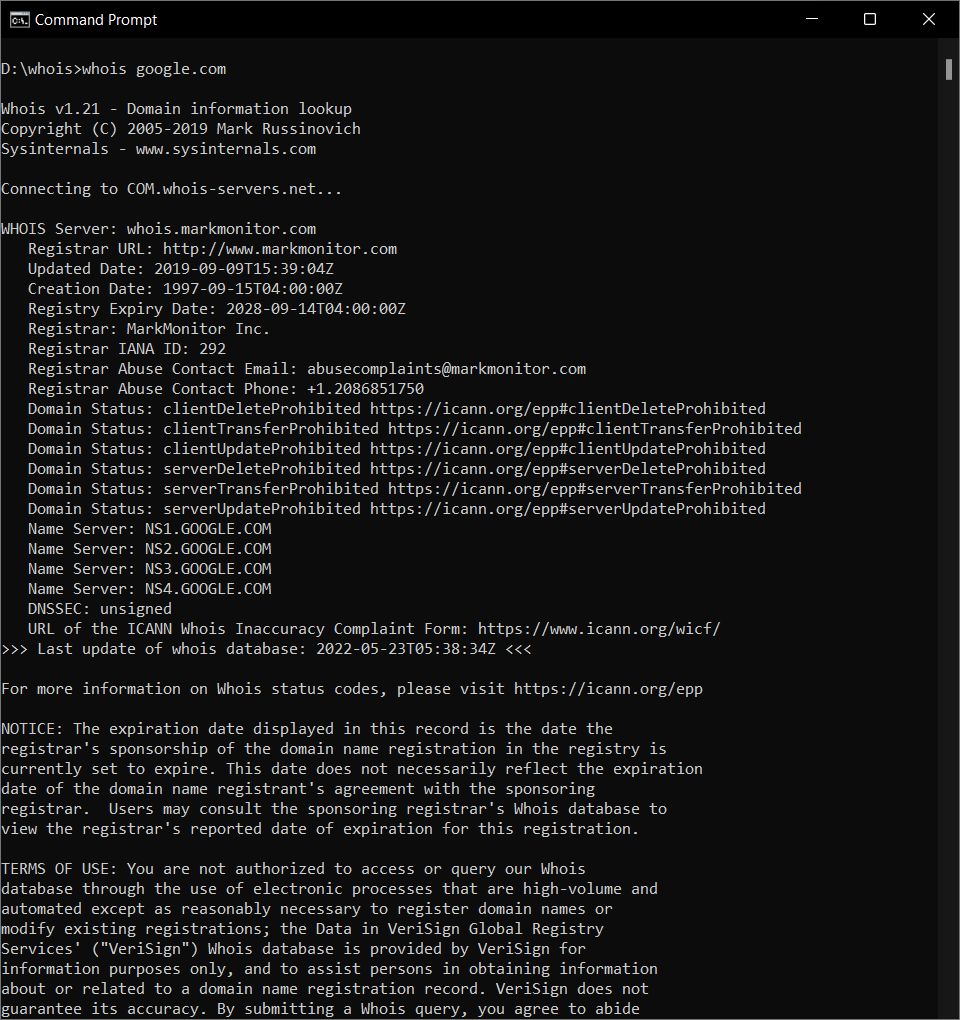 Command Prompt
D:\whois>whois google.com
Whois v1.21 - Domain information lookup
Copyright (C) 2005-2019 Mark Russinovich
Sysinternals - www.sysinternals.com
Connecting to COM.whois-servers.net...
WHOIS Server: whois.markmonitor.com
Registrar URL: http://www.markmonitor.com
Updated Date: 2019-09-09T15:39:04Z
Creation Date: 1997-09-15T04:00:00Z
Registry Expiry Date: 2028-09-14T04:00:00Z
Registrar: MarkMonitor Inc.
Registrar IANA ID: 292
Registrar Abuse Contact Email: abusecomplaints@markmonitor.com
Registrar Abuse Contact Phone: +1.2086851750
Domain Status: clientDeleteProhibited https://icann.org/epp#clientDeleteProhibited
Domain Status: clientTransferProhibited https://icann.org/epp#clientTransferProhibited
Domain Status: clientUpdateProhibited https://icann.org/epp#clientUpdateProhibited
Domain Status: serverDeleteProhibited https://icann.org/epp#serverDeleteProhibited
Domain Status: serverTransferProhibited https://icann.org/epp#serverTransferProhibited
Domain Status: serverUpdateProhibited https://icann.org/epp#serverUpdateProhibited
Name Server: NS1.GOOGLE.COM
Name Server: NS2.GOOGLE.COM
Name Server: NS3.GOOGLE.COM
Name Server: NS4.GOOGLE.COM
DNSSEC: unsigned
URL of the ICANN Whois Inaccuracy Complaint Form: https://www.icann.org/wicf/
>>> Last update of whois database: 2022-05-23T05:38:34Z <<<
For more information on Whois status codes, please visit https://icann.org/epp
NOTICE: The expiration date displayed in this record is the date the
registrar's sponsorship of the domain name registration in the registry is
currently set to expire. This date does not necessarily reflect the expiration
date of the domain name registrant's agreement with the sponsoring
registrar.  Users may consult the sponsoring registrar's Whois database to
view the registrar's reported date of expiration for this registration.
TERMS OF USE: You are not authorized to access or query our Whois
database through the use of electronic processes that are high-volume and
automated except as reasonably necessary to register domain names or
modify existing registrations; the Data in VeriSign Global Registry
Services' ("VeriSign") Whois database is provided by VeriSign for
information purposes only, and to assist persons in obtaining information
about or related to a domain name registration record. VeriSign does not
guarantee its accuracy. By submitting a Whois query, you agree to abide